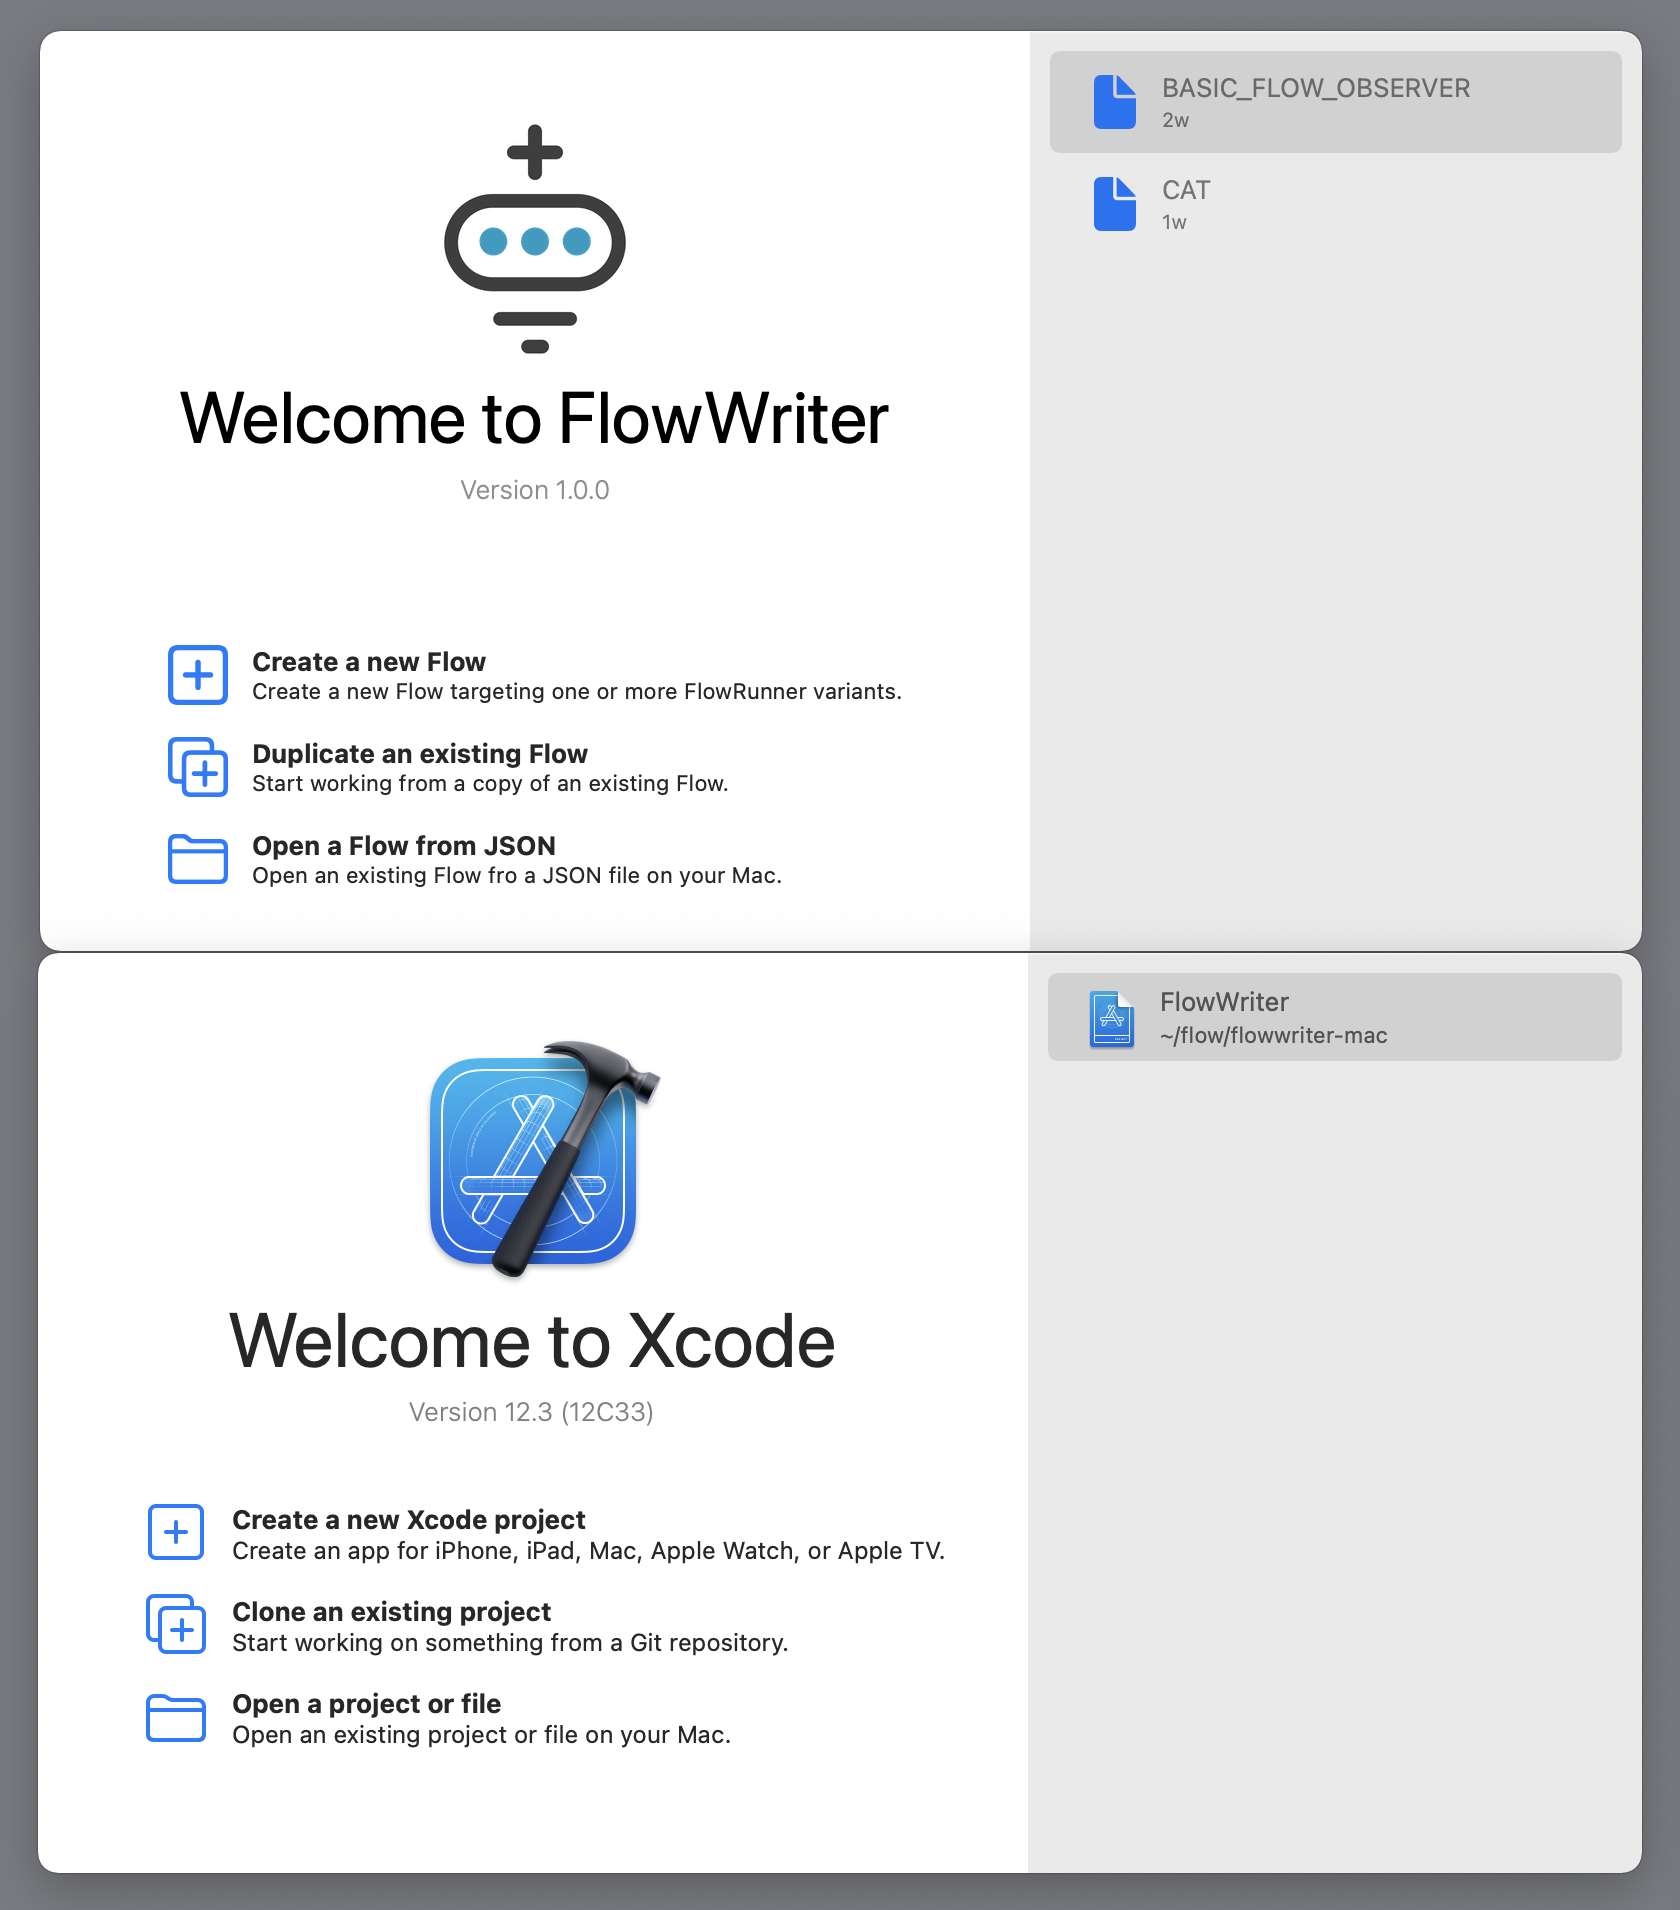 Welcome to FlowWriter
Version 1.0.0
Create a new Flow
Create a new Flow targeting one or more FlowRunner variants.
Duplicate an existing Flow
Start working from a copy of an existing Flow.
Open a Flow from JSON
Open an existing Flow fro a JSON file on your Mac.
BASIC_FLOW_OBSERVER
2w
CAT
1w
Welcome to Xcode
Version 12.3 (12C33)
Create a new Xcode project
Create an app for iPhone, iPad, Mac, Apple Watch, or Apple TV.
Clone an existing project
Start working on something from a Git repository.
Open a project or file
Open an existing project or file on your Mac.
FlowWriter
~/flow/flowwriter-mac